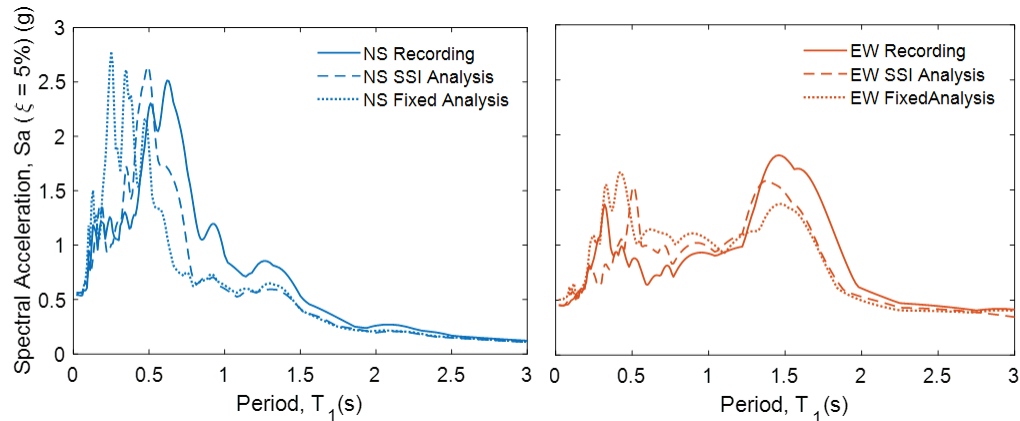 Spectral Acceleration, Sa ( ξ = 5%) (g)
3
2.5
2
1.5
1
0.5
0
NS Recording
NS SSI Analysis
NS Fixed Analysis
0 0.5 1 1.5 2 2.5 3
Period, T1(s)
EW Recording
EW SSI Analysis
EW FixedAnalysis
0 0.5 1 1.5 2 2.5 3
Period, T1(s)